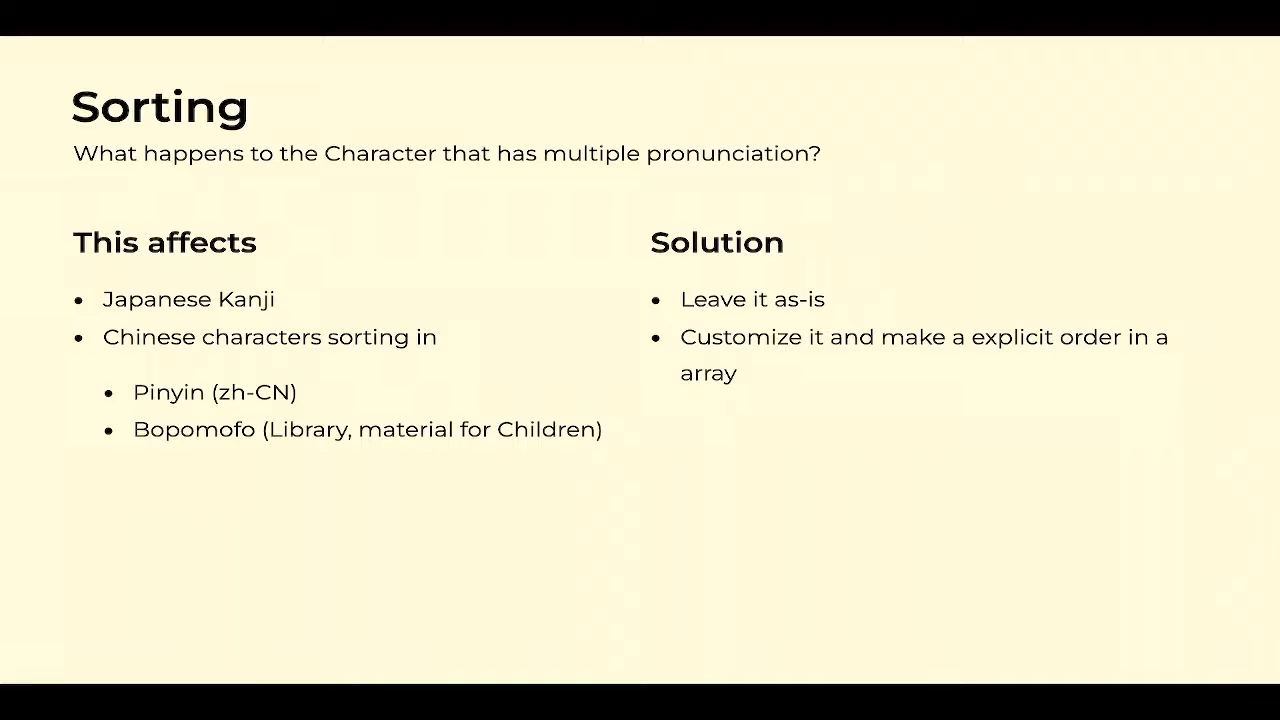 Sorting
What happens to the Character that has multiple pronunciation?
This affects
• Japanese Kanji
• Chinese characters sorting in
• Pinyin (zh-CN)
• Bopomofo (Library, material for Children)
Solution
• Leave it as-is
• Customize it and make a explicit order in a
array